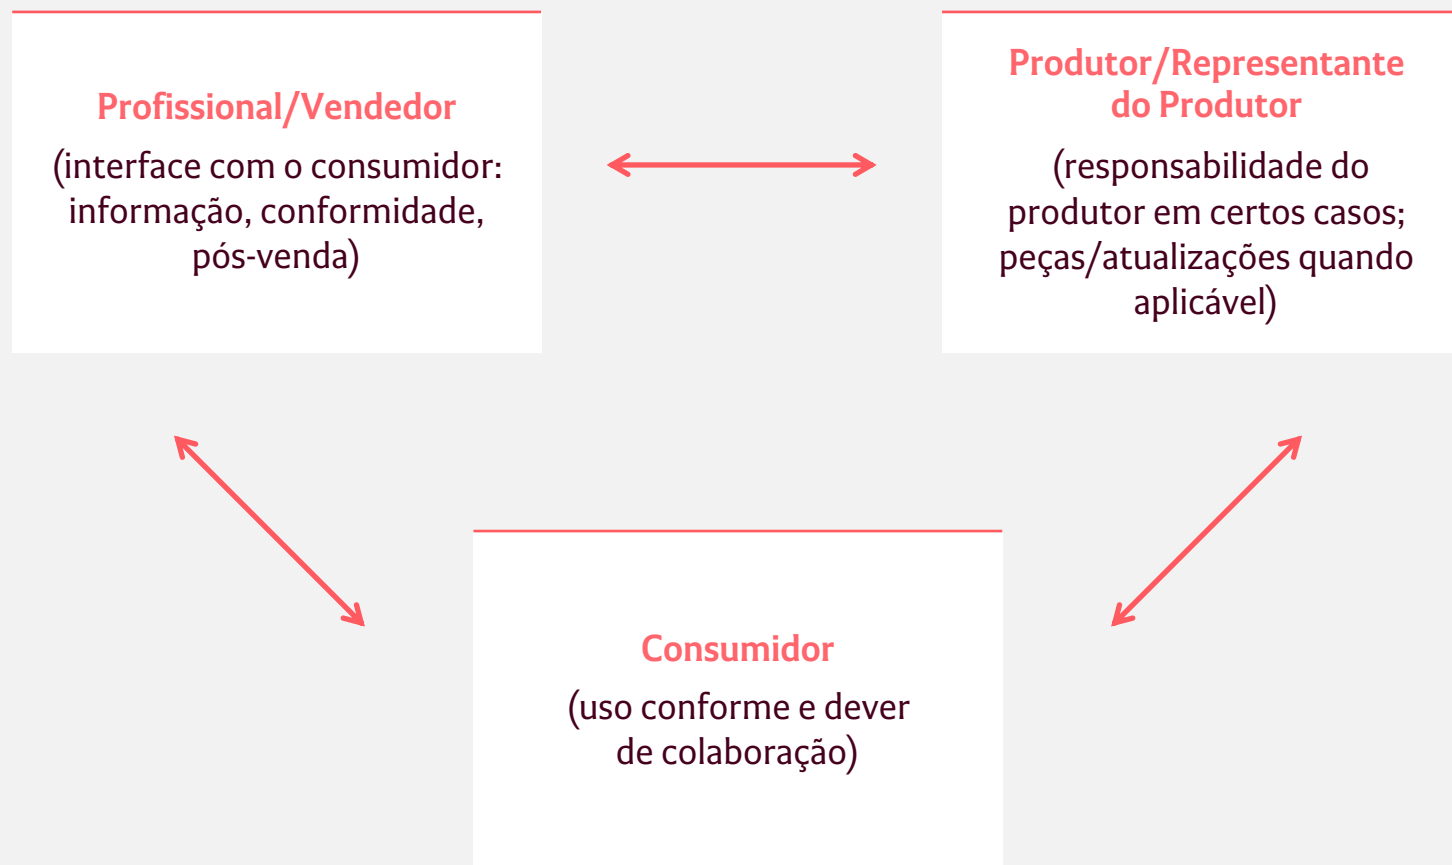 Profissional/Vendedor
(interface com o consumidor:
informação, conformidade,
pós-venda)
Produtor/Representante
do Produtor
(responsabilidade do
produtor em certos casos;
peças/atualizações quando
aplicável)
Consumidor
(uso conforme e dever
de colaboração)